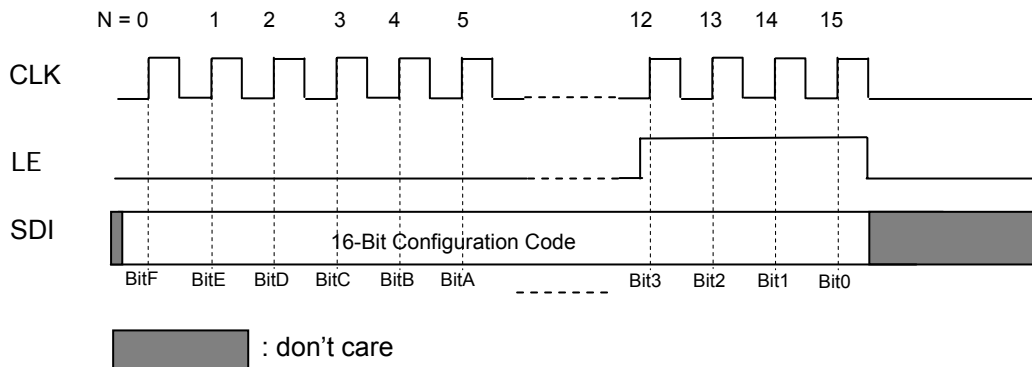 N = 0 1 2 3 4 5 12 13 14 15
CLK
LE
SDI
16-Bit Configuration Code
BitF BitE BitD BitC BitB BitA Bit3 Bit2 Bit1 Bit0
: don't care